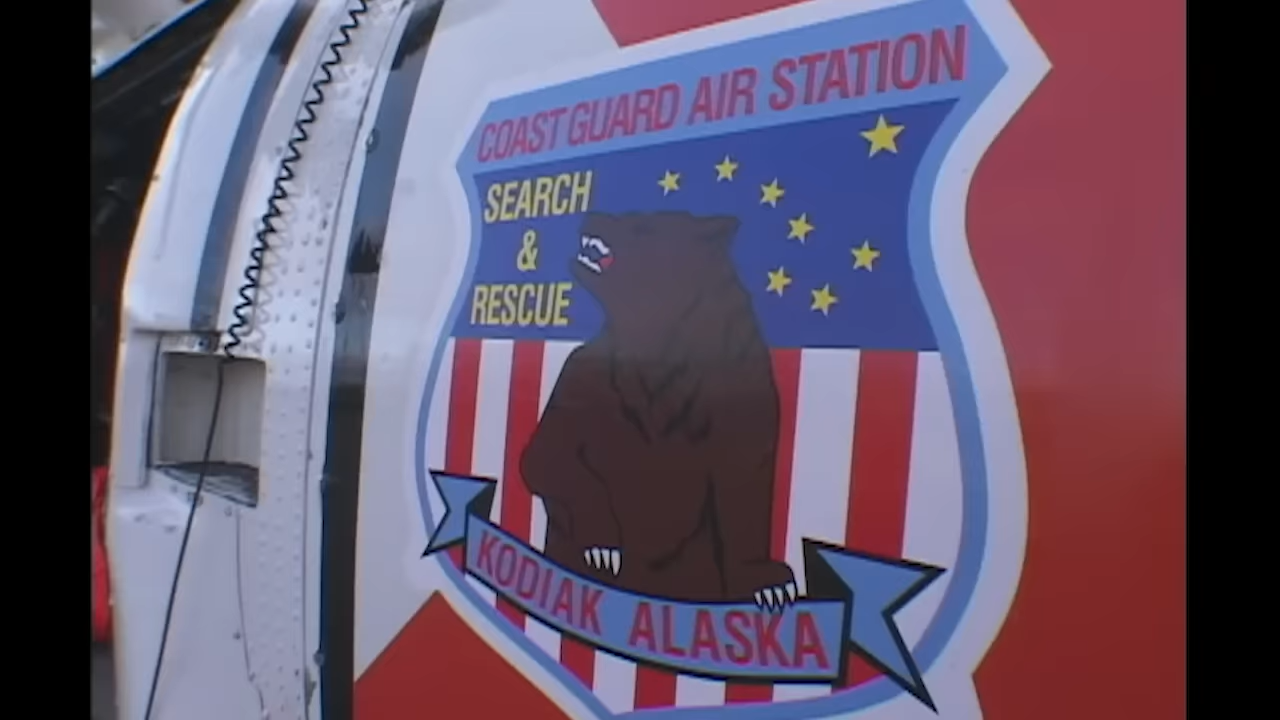 COAST GUARD AIR STATION
SEARCH
&
RESCUE
KODIAK ALASKA